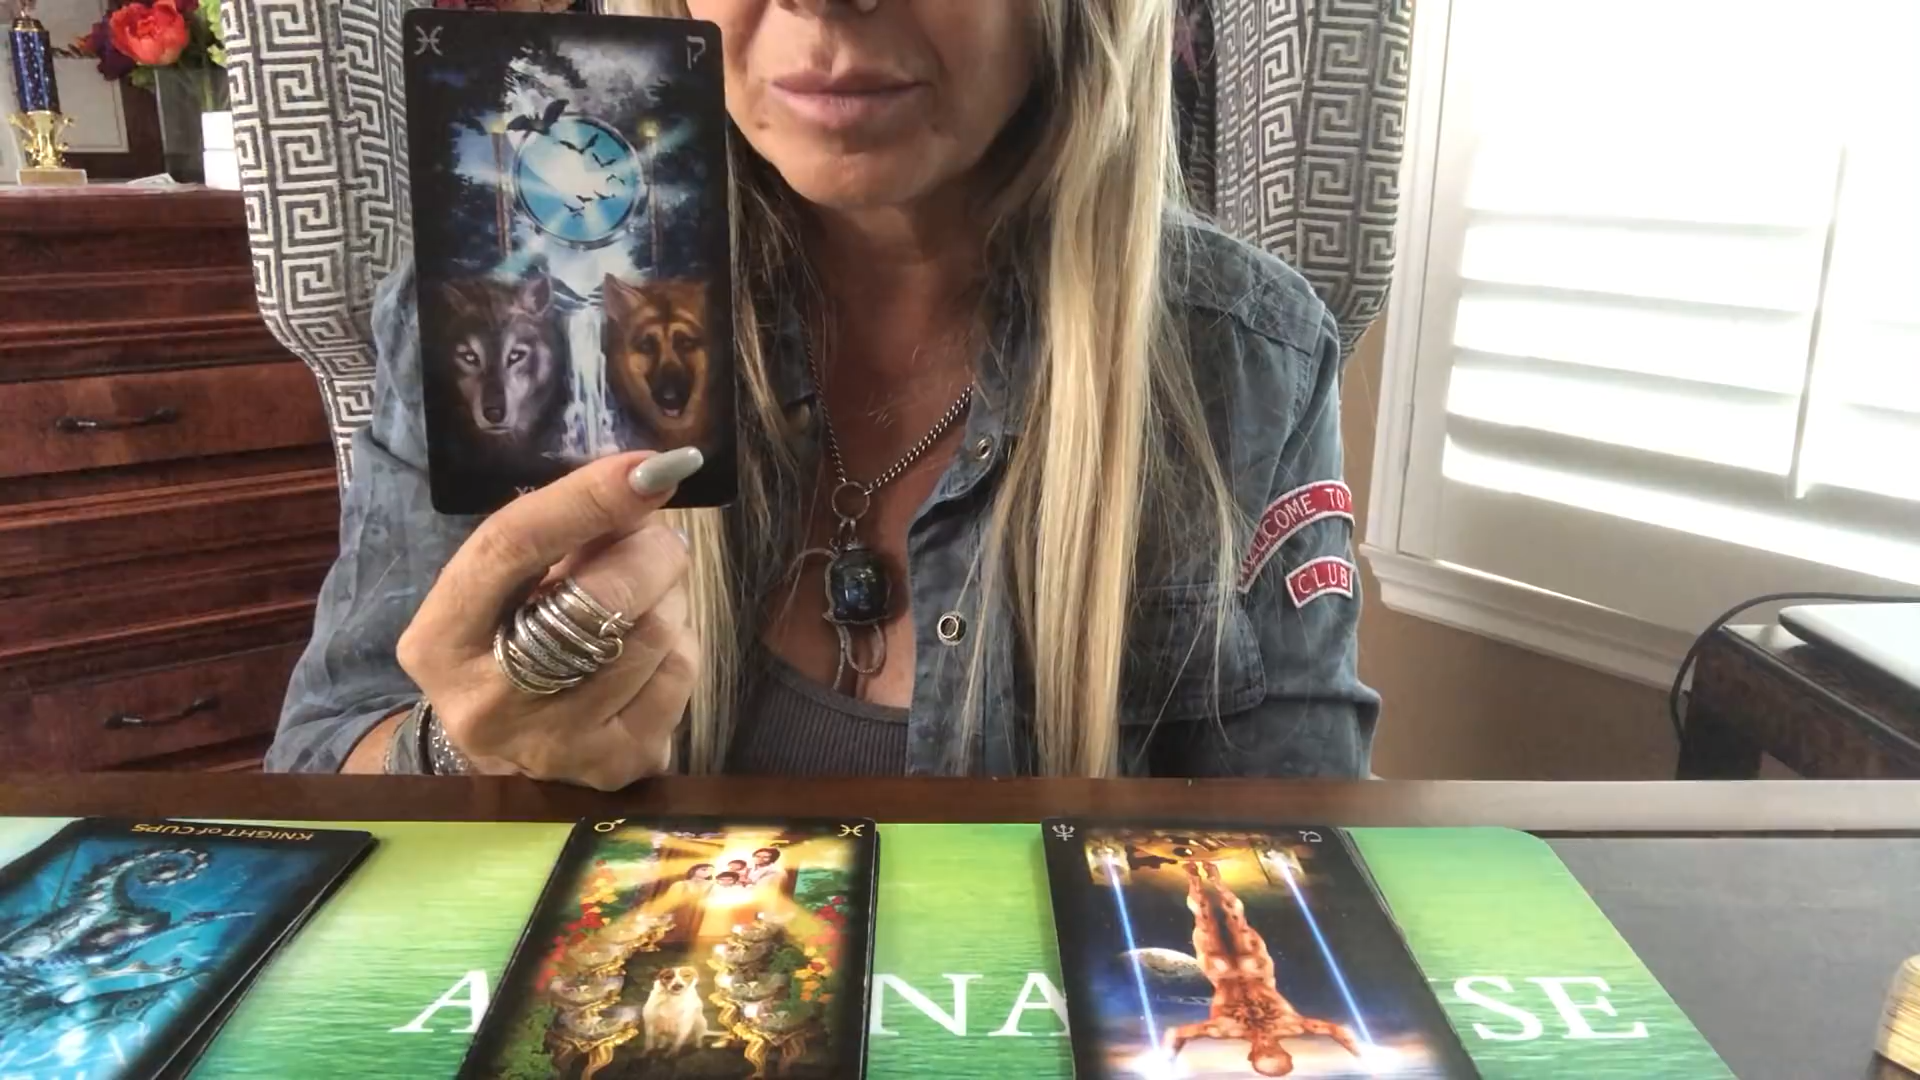 ק
WELCOME TO
CLUB
KNIGHT of CUPS
מ
A NA SE